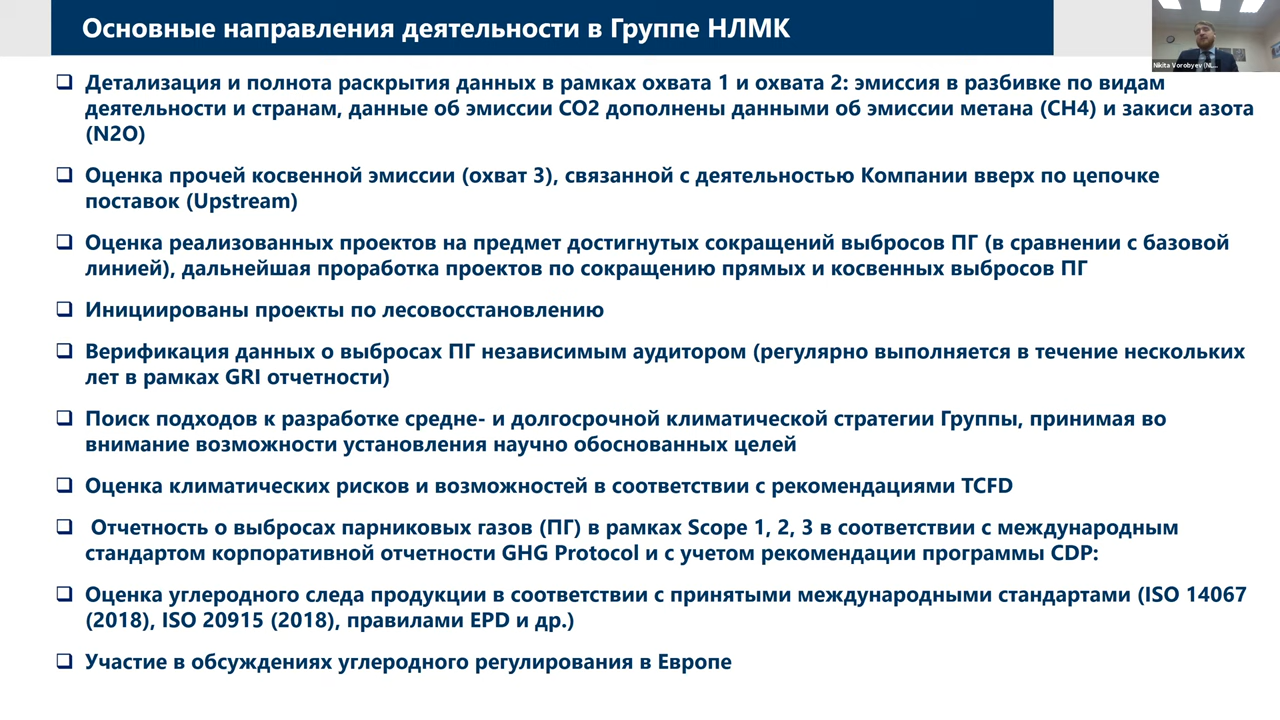 Основные направления деятельности в Группе НЛМК
Nikita Vorobyev (NL...
Детализация и полнота раскрытия данных в рамках охвата 1 и охвата 2: эмиссия в разбивке по видам
деятельности и странам, данные об эмиссии СО2 дополнены данными об эмиссии метана (CH4) и закиси азота
(N2O)
Оценка прочей косвенной эмиссии (охват 3), связанной с деятельностью Компании вверх по цепочке
поставок (Upstream)
Оценка реализованных проектов на предмет достигнутых сокращений выбросов ПГ (в сравнении с базовой
линией), дальнейшая проработка проектов по сокращению прямых и косвенных выбросов ПГ
Инициированы проекты по лесовосстановлению
Верификация данных о выбросах ПГ независимым аудитором (регулярно выполняется в течение нескольких
лет в рамках GRI отчетности)
Поиск подходов к разработке средне- и долгосрочной климатической стратегии Группы, принимая во
внимание возможности установления научно обоснованных целей
Оценка климатических рисков и возможностей в соответствии с рекомендациями TCFD
Отчетность о выбросах парниковых газов (ПГ) в рамках Scope 1, 2, 3 в соответствии с международным
стандартом корпоративной отчетности GHG Protocol и с учетом рекомендации программы CDP:
Оценка углеродного следа продукции в соответствии с принятыми международными стандартами (ISO 14067
(2018), ISO 20915 (2018), правилами EPD и др.)
Участие в обсуждениях углеродного регулирования в Европе